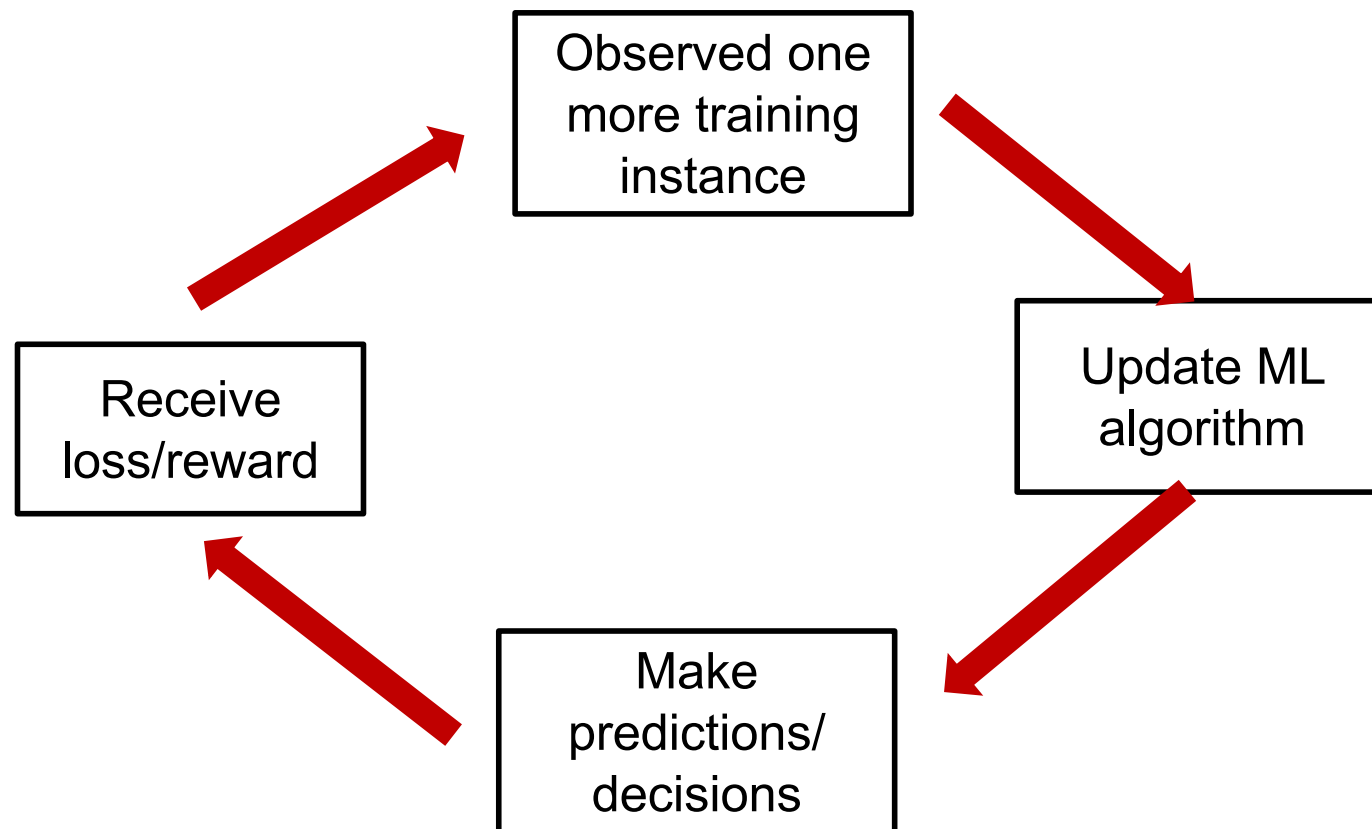 Observed one
more training
instance
Update ML
algorithm
Make
predictions/
decisions
Receive
loss/reward